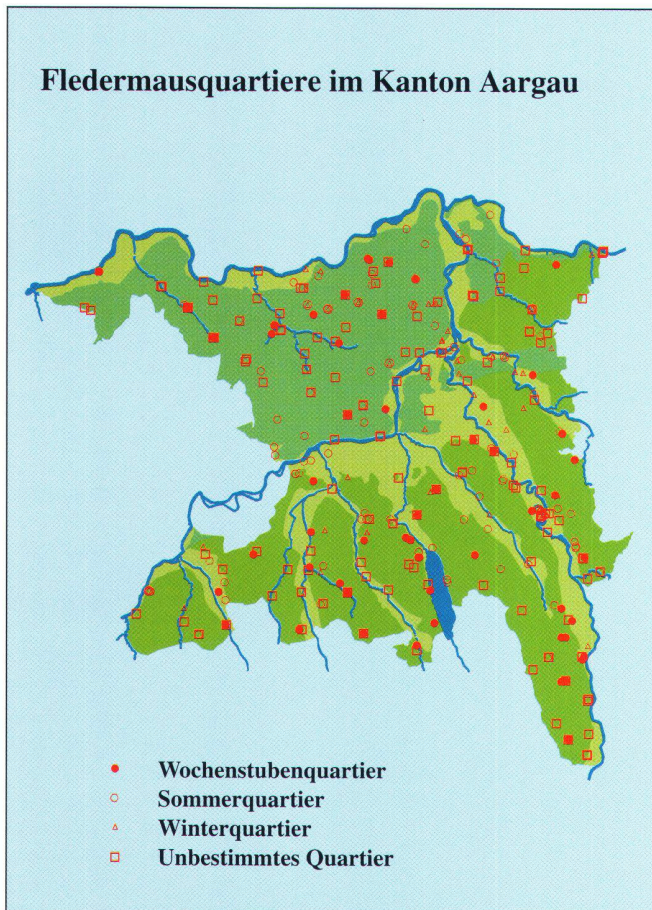 Fledermausquartiere im Kanton Aargau
Wochenstubenquartier
Sommerquartier
Winterquartier
Unbestimmtes Quartier